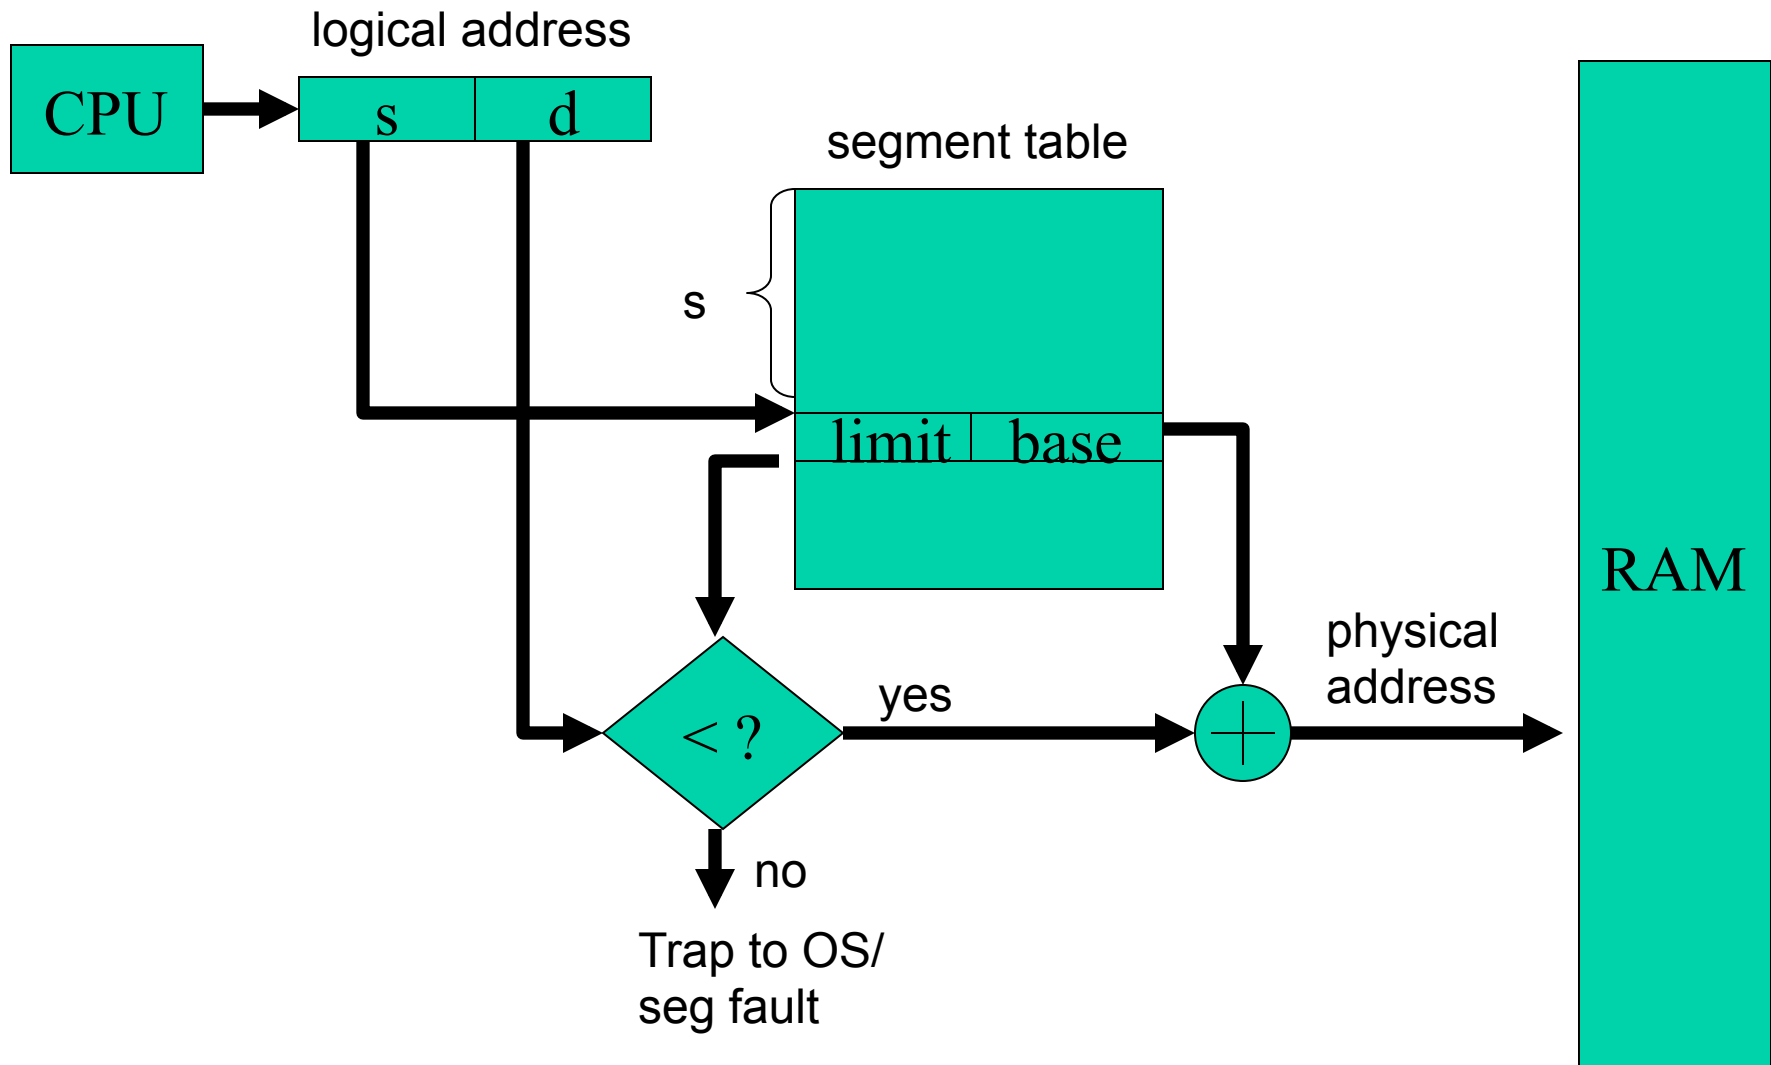 logical address
CPU
s
d
segment table
s
limit
base
RAM
physical
address
yes
< ?
no
Trap to OS/
seg fault